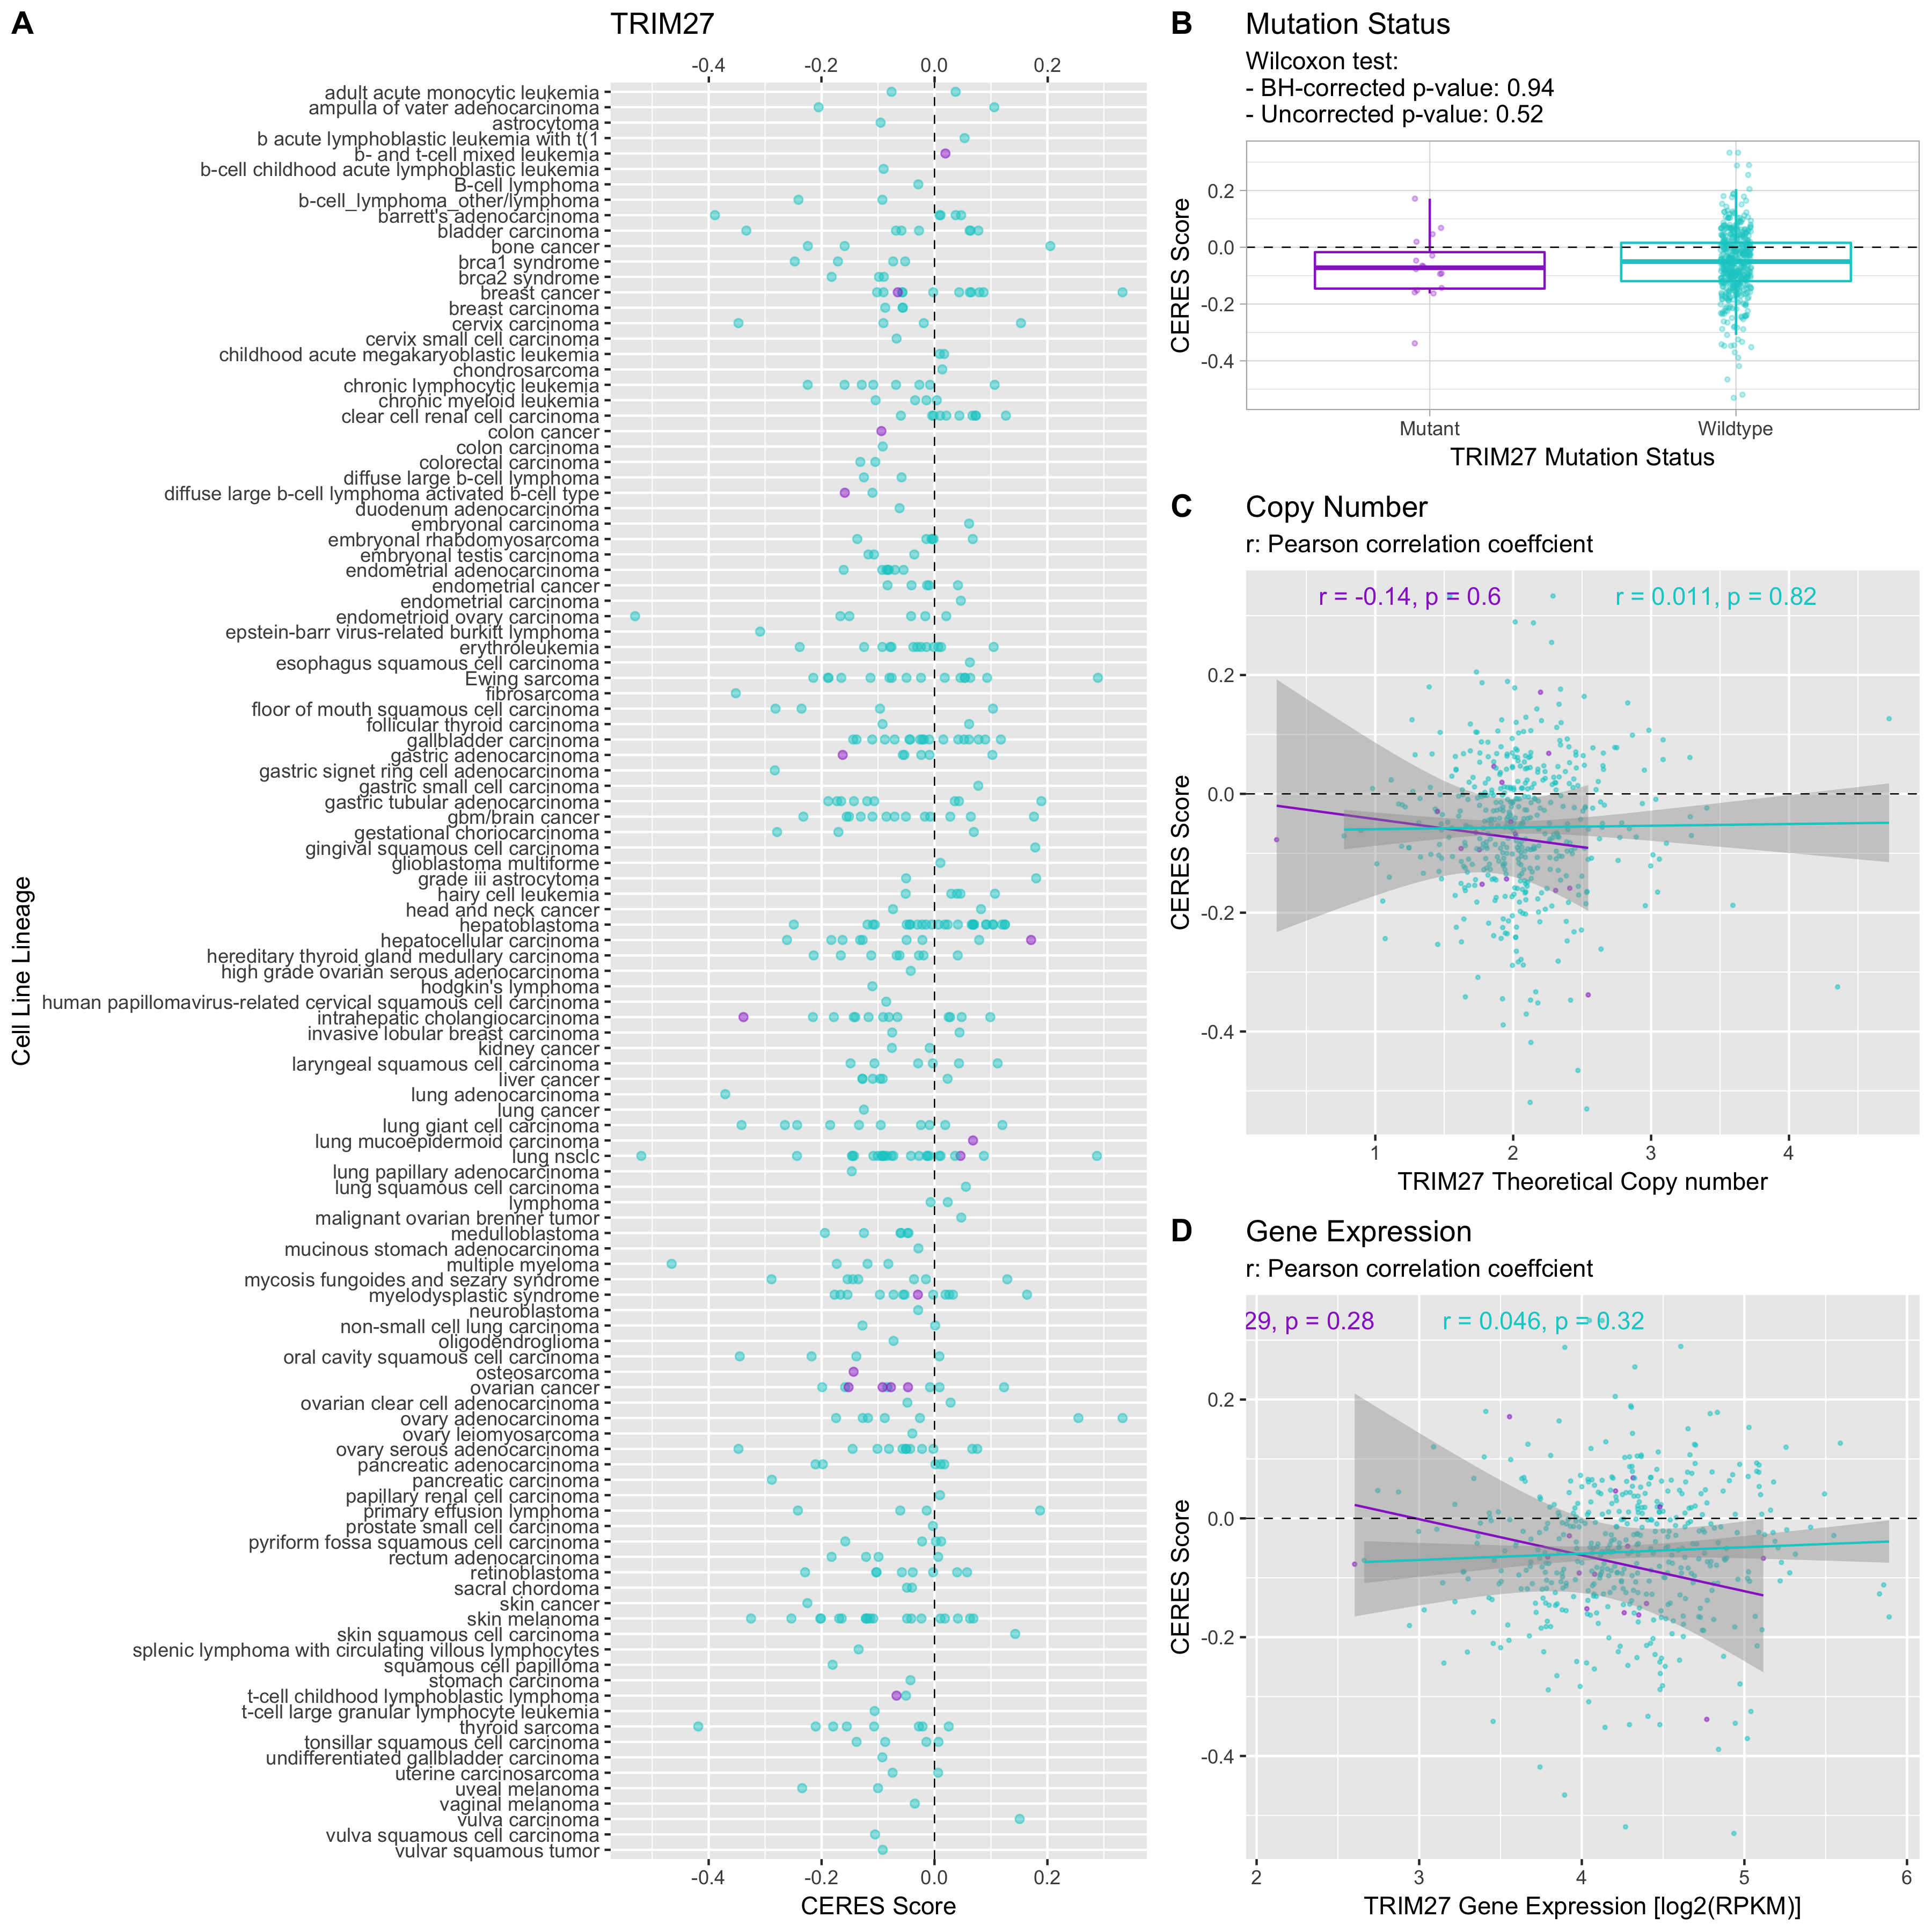 A
TRIM27
-0.4 -0.2 0.0 0.2
adult acute monocytic leukemia
ampulla of vater adenocarcinoma
astrocytoma
b acute lymphoblastic leukemia with t(1
b- and t-cell mixed leukemia
b-cell childhood acute lymphoblastic leukemia
B-cell lymphoma
b-cell_lymphoma_other/lymphoma
barrett's adenocarcinoma
bladder carcinoma
bone cancer
brca1 syndrome
brca2 syndrome
breast cancer
breast carcinoma
cervix carcinoma
cervix small cell carcinoma
childhood acute megakaryoblastic leukemia
chondrosarcoma
chronic lymphocytic leukemia
chronic myeloid leukemia
clear cell renal cell carcinoma
colon cancer
colon carcinoma
colorectal carcinoma
diffuse large b-cell lymphoma
diffuse large b-cell lymphoma activated b-cell type
duodenum adenocarcinoma
embryonal carcinoma
embryonal rhabdomyosarcoma
embryonal testis carcinoma
endometrial adenocarcinoma
endometrial cancer
endometrial carcinoma
endometrioid ovary carcinoma
epstein-barr virus-related burkitt lymphoma
erythroleukemia
esophagus squamous cell carcinoma
Ewing sarcoma
fibrosarcoma
floor of mouth squamous cell carcinoma
follicular thyroid carcinoma
gallbladder carcinoma
gastric adenocarcinoma
gastric signet ring cell adenocarcinoma
gastric small cell carcinoma
gastric tubular adenocarcinoma
gbm/brain cancer
gestational choriocarcinoma
gingival squamous cell carcinoma
glioblastoma multiforme
grade iii astrocytoma
hairy cell leukemia
head and neck cancer
hepatoblastoma
hepatocellular carcinoma
hereditary thyroid gland medullary carcinoma
high grade ovarian serous adenocarcinoma
hodgkin's lymphoma
human papillomavirus-related cervical squamous cell carcinoma
intrahepatic cholangiocarcinoma
invasive lobular breast carcinoma
kidney cancer
laryngeal squamous cell carcinoma
liver cancer
lung adenocarcinoma
lung cancer
lung giant cell carcinoma
lung mucoepidermoid carcinoma
lung nsclc
lung papillary adenocarcinoma
lung squamous cell carcinoma
lymphoma
malignant ovarian brenner tumor
medulloblastoma
mucinous stomach adenocarcinoma
multiple myeloma
mycosis fungoides and sezary syndrome
myelodysplastic syndrome
neuroblastoma
non-small cell lung carcinoma
oligodendroglioma
oral cavity squamous cell carcinoma
osteosarcoma
ovarian cancer
ovarian clear cell adenocarcinoma
ovary adenocarcinoma
ovary leiomyosarcoma
ovary serous adenocarcinoma
pancreatic adenocarcinoma
pancreatic carcinoma
papillary renal cell carcinoma
primary effusion lymphoma
prostate small cell carcinoma
pyriform fossa squamous cell carcinoma
rectum adenocarcinoma
retinoblastoma
sacral chordoma
skin cancer
skin melanoma
skin squamous cell carcinoma
splenic lymphoma with circulating villous lymphocytes
squamous cell papilloma
stomach carcinoma
t-cell childhood lymphoblastic lymphoma
t-cell large granular lymphocyte leukemia
thyroid sarcoma
tonsillar squamous cell carcinoma
undifferentiated gallbladder carcinoma
uterine carcinosarcoma
uveal melanoma
vaginal melanoma
vulva carcinoma
vulva squamous cell carcinoma
vulvar squamous tumor
-0.4 -0.2 0.0 0.2
CERES Score
Cell Line Lineage
B
Mutation Status
Wilcoxon test:
- BH-corrected p-value: 0.94
- Uncorrected p-value: 0.52
0.2
0.0
-0.2
-0.4
CERES Score
Mutant Wildtype
TRIM27 Mutation Status
C
Copy Number
r: Pearson correlation coeffcient
r = -0.14, p = 0.6 r = 0.011, p = 0.82
0.2
0.0
-0.2
-0.4
CERES Score
1 2 3 4
TRIM27 Theoretical Copy number
D
Gene Expression
r: Pearson correlation coeffcient
29, p = 0.28 r = 0.046, p = 0.32
0.2
0.0
-0.2
-0.4
CERES Score
2 3 4 5 6
TRIM27 Gene Expression [log2(RPKM)]